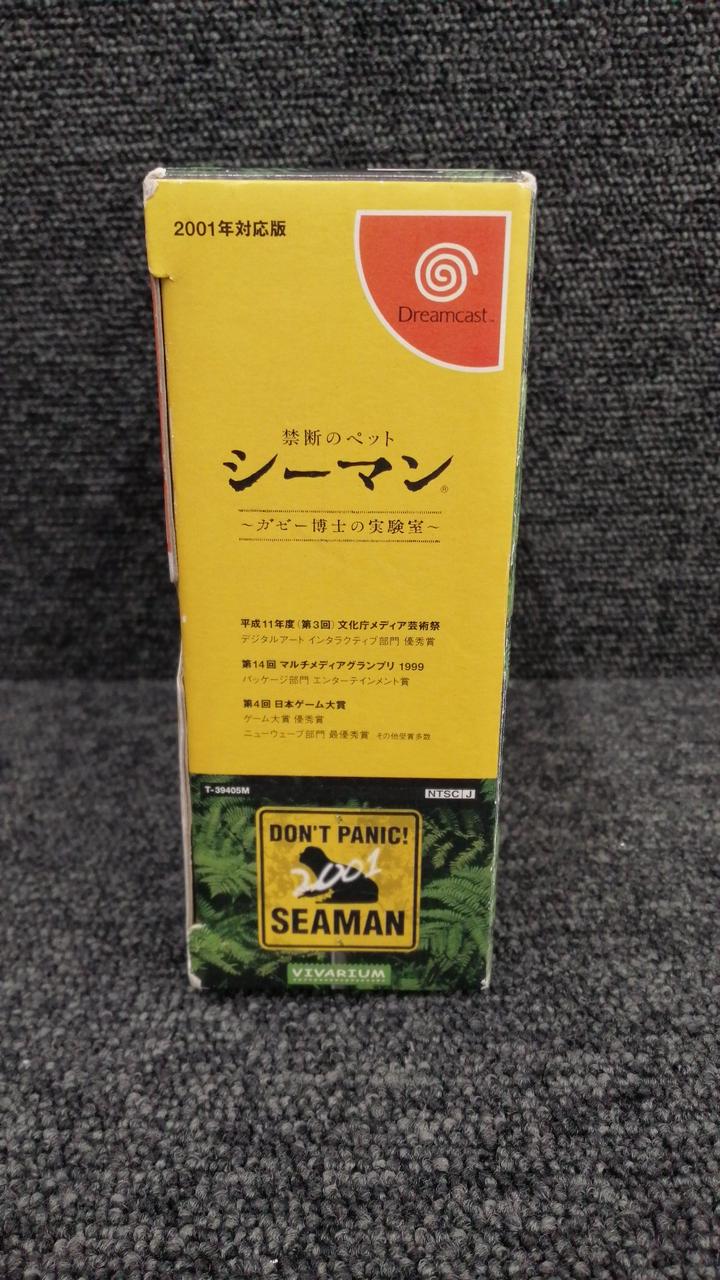 2001年対応版
Dreamcast™
禁断のペット
シーマン®
～ガゼー博士の実験室～
平成11年度(第3回)文化庁メディア芸術祭
デジタルアート インタラクティブ部門 優秀賞
第14回 マルチメディアグランプリ 1999
パッケージ部門 エンターテインメント賞
第4回 日本ゲーム大賞
ゲーム大賞 優秀賞
ニューウェーブ部門 最優秀賞 その他受賞多数
T-39405M
NTSC J
DON'T PANIC!
2001
SEAMAN
VIVARIUM